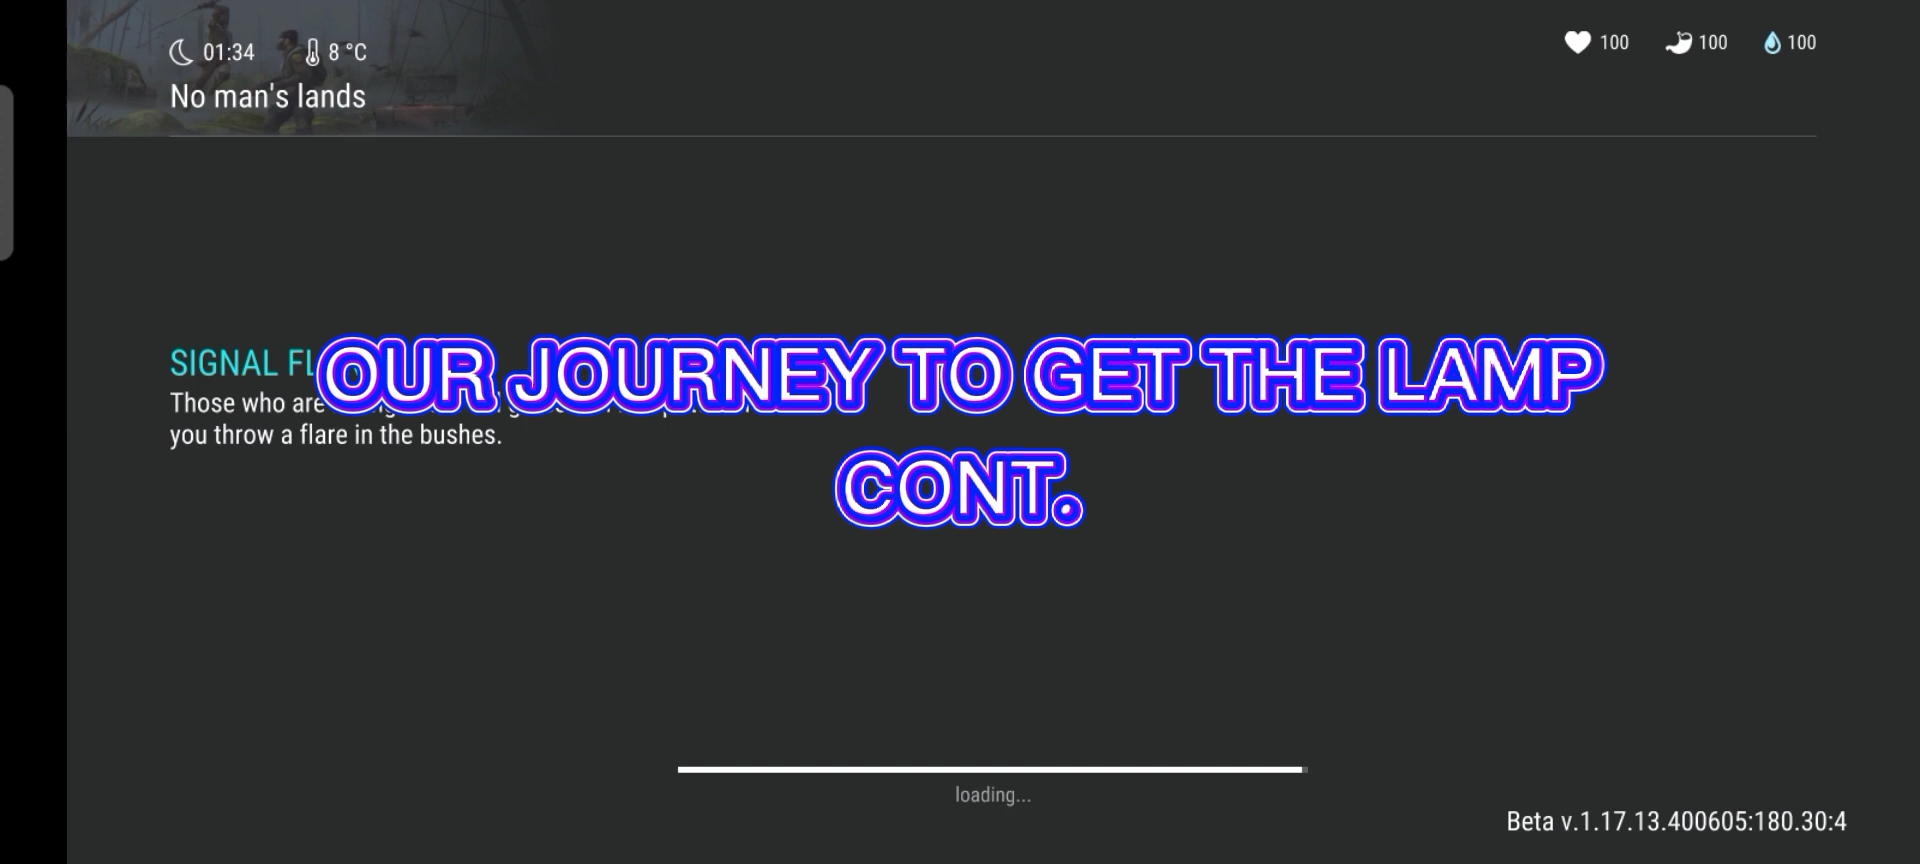 01:34 8 °C
100 100 100
No man's lands
SIGNAL
OUR JOURNEY TO GET THE LAMP
CONT.
Those who are
you throw a flare in the bushes.
loading...
Beta v.1.17.13.400605:180.30:4